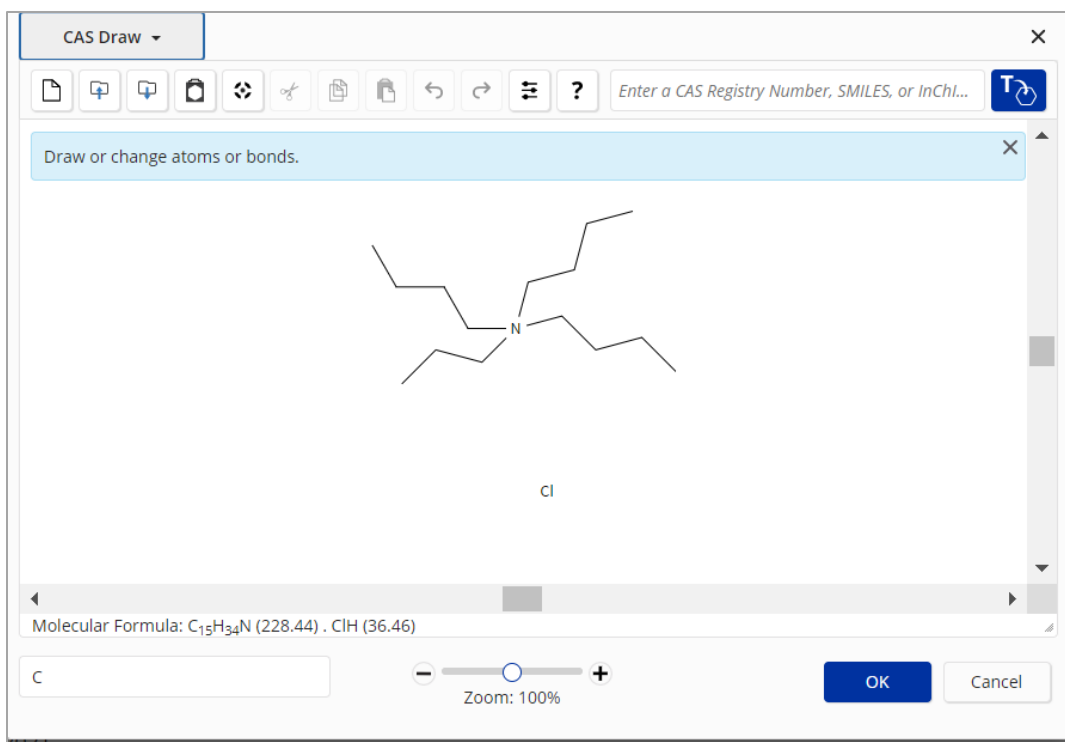 CAS Draw
? Enter a CAS Registry Number, SMILES, or InChI... T
Draw or change atoms or bonds.
N
Cl
Molecular Formula: C₁₅H₃₄N (228.44) . ClH (36.46)
C
Zoom: 100%
OK
Cancel